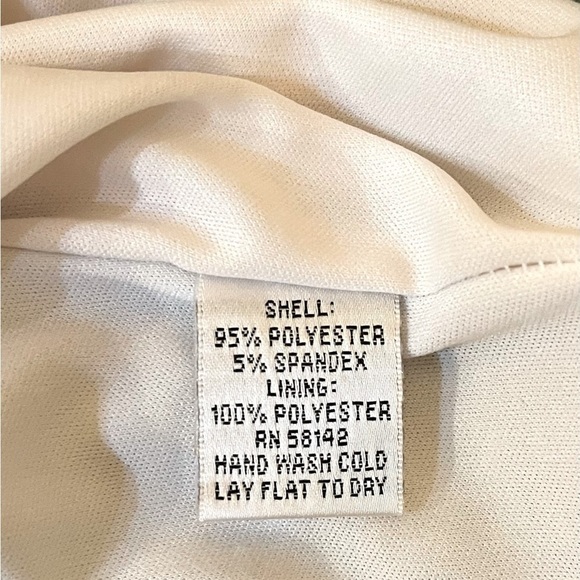 SHELL:
95% POLYESTER
5% SPANDEX
LINING:
100% POLYESTER
RN 58142
HAND WASH COLD
LAY FLAT TO DRY